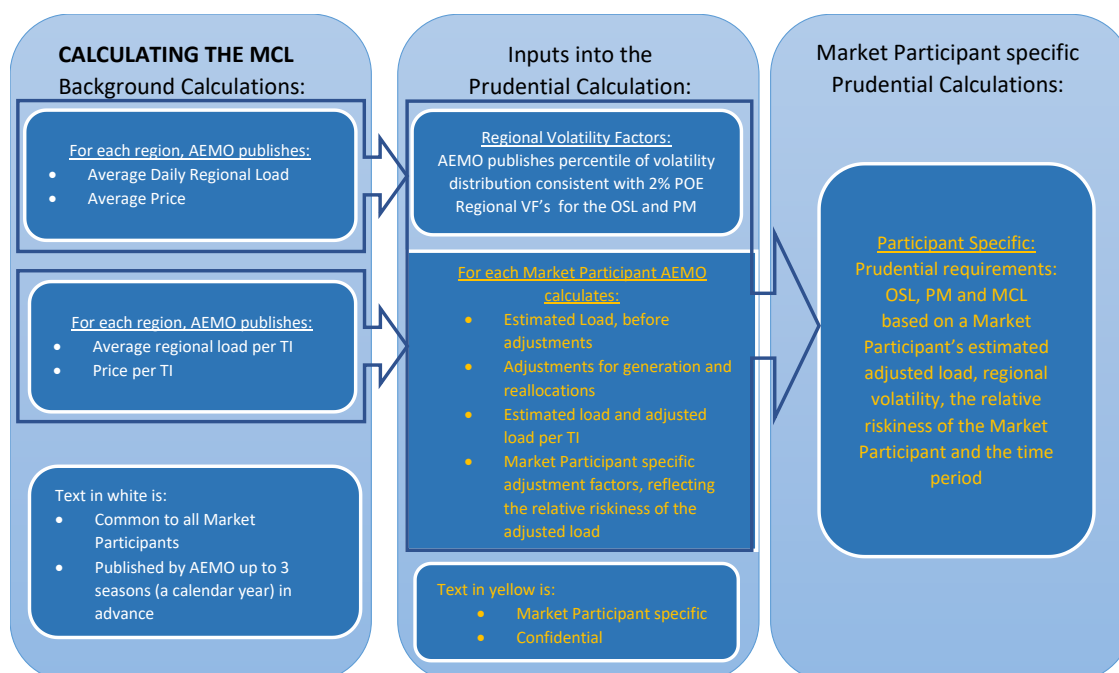 CALCULATING THE MCL
Background Calculations:
For each region, AEMO publishes:
• Average Daily Regional Load
• Average Price
For each region, AEMO publishes:
• Average regional load per TI
• Price per TI
Text in white is:
• Common to all Market
Participants
• Published by AEMO up to 3
seasons (a calendar year) in
advance
Inputs into the
Prudential Calculation:
Regional Volatility Factors:
AEMO publishes percentile of volatility
distribution consistent with 2% POE
Regional VF's for the OSL and PM
For each Market Participant AEMO
calculates:
• Estimated Load, before
adjustments
• Adjustments for generation and
reallocations
• Estimated load and adjusted
load per TI
• Market Participant specific
adjustment factors, reflecting
the relative riskiness of the
adjusted load
Text in yellow is:
• Market Participant specific
• Confidential
Market Participant specific
Prudential Calculations:
Participant Specific:
Prudential requirements:
OSL, PM and MCL
based on a Market
Participant's estimated
adjusted load, regional
volatility, the relative
riskiness of the Market
Participant and the time
period